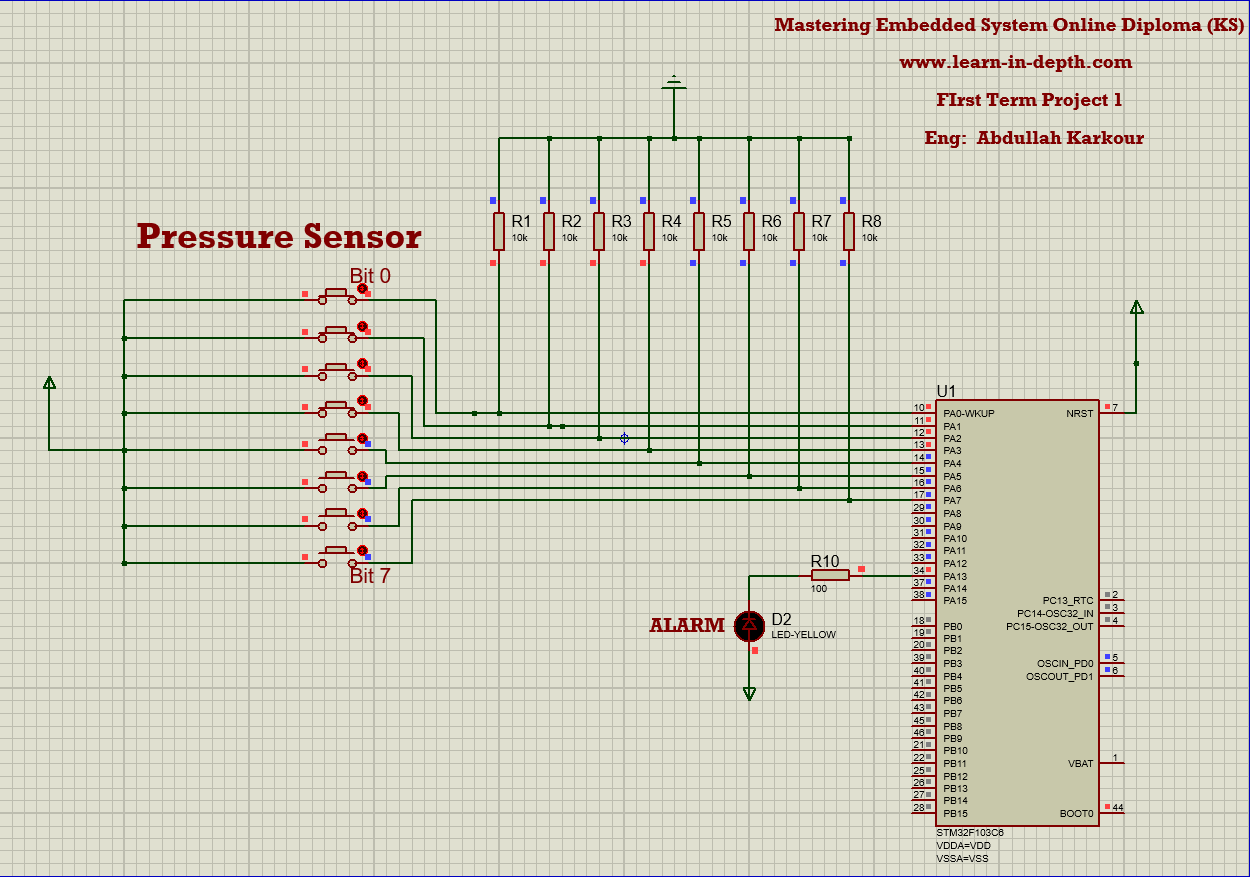 Mastering Embedded System Online Diploma (KS)
www.learn-in-depth.com
FIrst Term Project 1
Eng: Abdullah Karkour
R1
10k
R2
10k
R3
10k
R4
10k
R5
10k
R6
10k
R7
10k
R8
10k
Pressure Sensor
Bit 0
Bit 7
R10
100
ALARM
D2
LED-YELLOW
U1
10 PA0-WKUP
11 PA1
12 PA2
13 PA3
14 PA4
15 PA5
16 PA6
17 PA7
29 PA8
30 PA9
31 PA10
32 PA11
33 PA12
34 PA13
37 PA14
38 PA15
18 PB0
19 PB1
20 PB2
39 PB3
40 PB4
41 PB5
42 PB6
43 PB7
45 PB8
46 PB9
21 PB10
22 PB11
25 PB12
26 PB13
27 PB14
28 PB15
NRST 7
PC13_RTC 2
PC14-OSC32_IN 3
PC15-OSC32_OUT 4
OSCIN_PD0 5
OSCOUT_PD1 6
VBAT 1
BOOT0 44
STM32F103C6
VDDA=VDD
VSSA=VSS